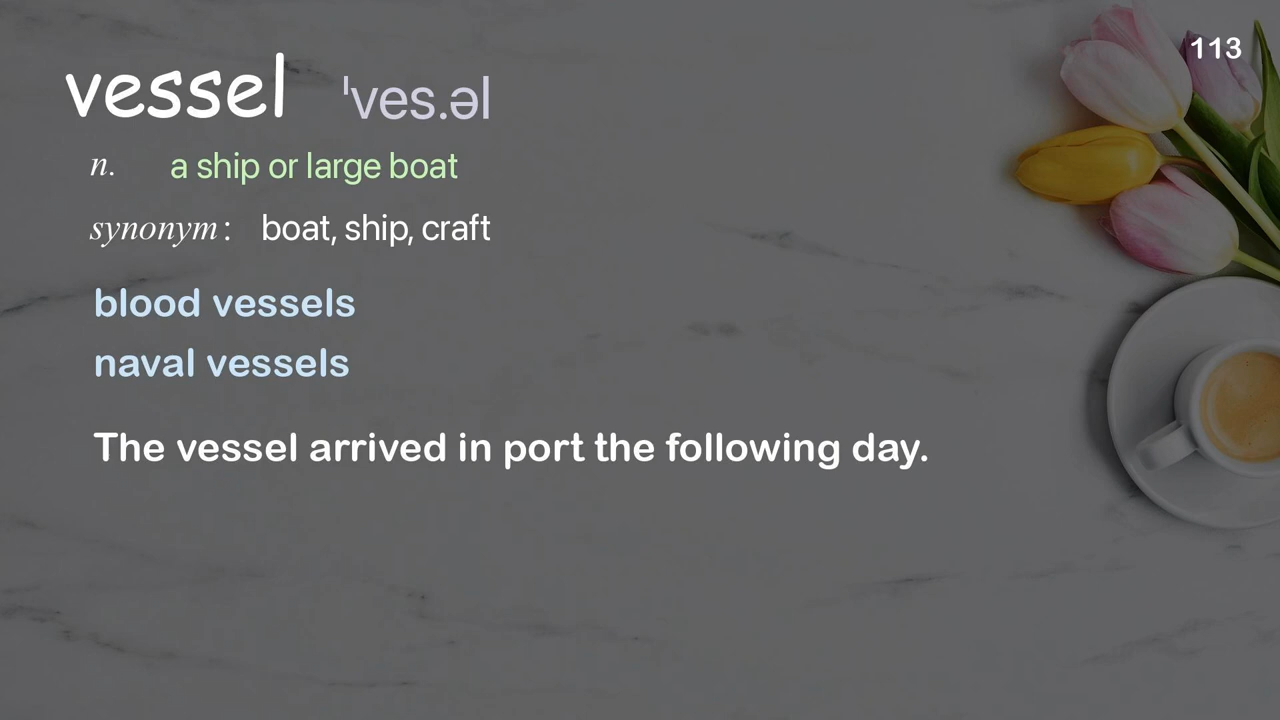 113
vessel ˈves.əl
n. a ship or large boat
synonym: boat, ship, craft
blood vessels
naval vessels
The vessel arrived in port the following day.